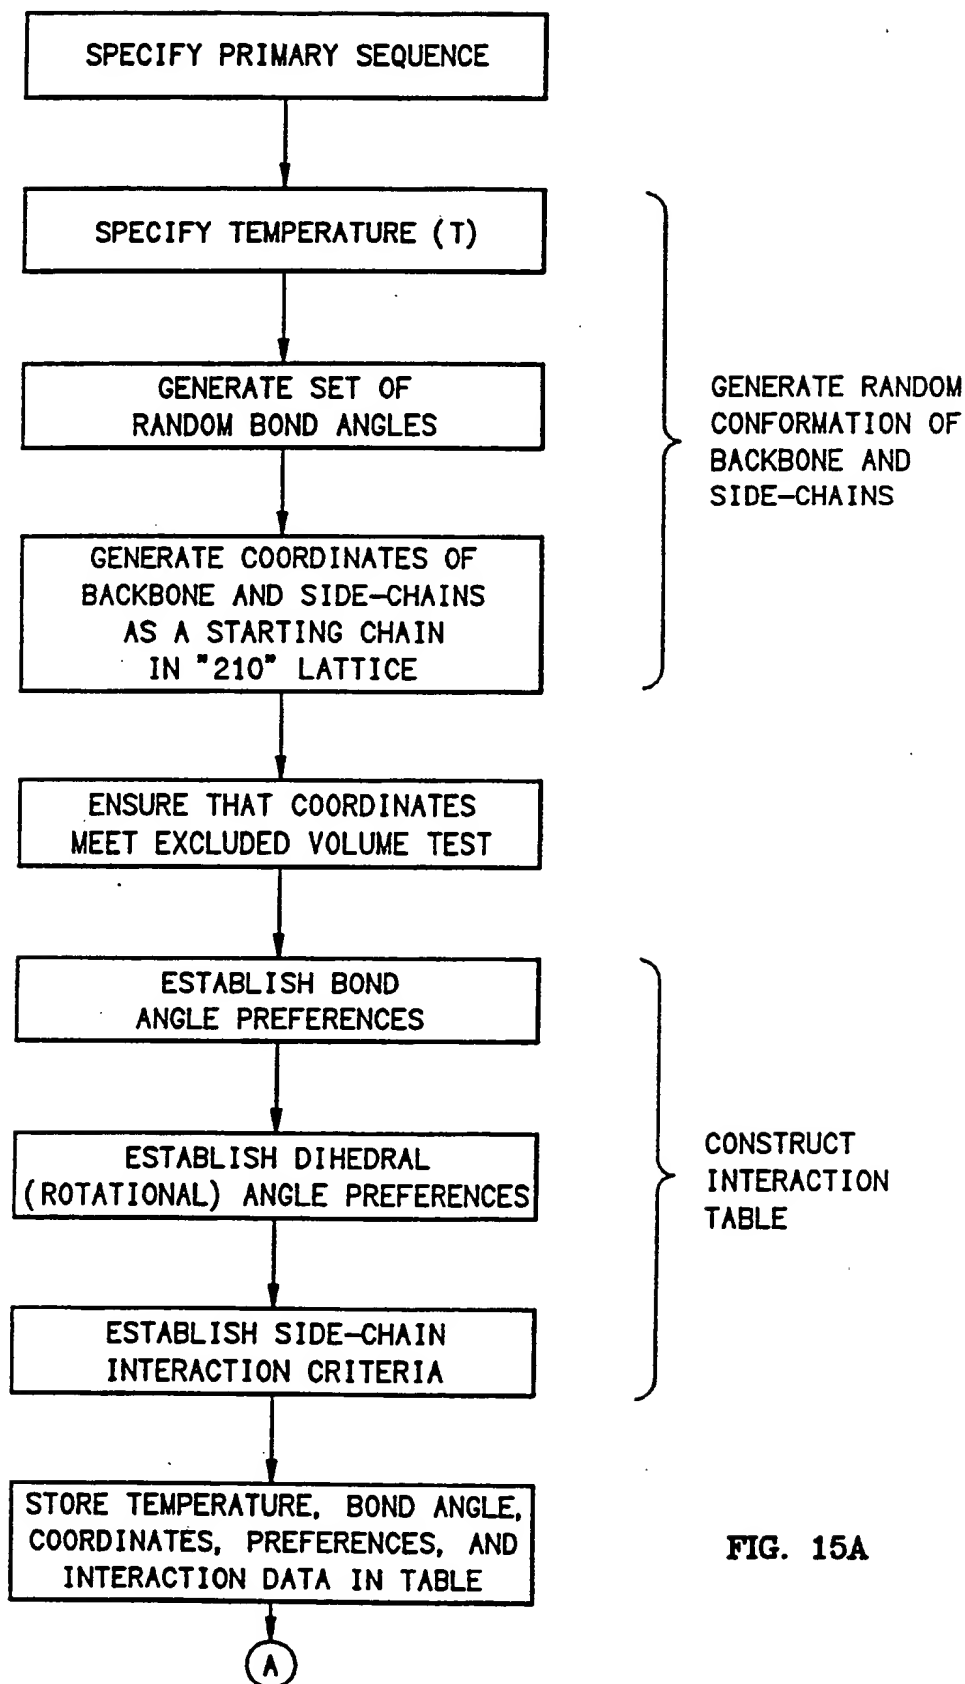 SPECIFY PRIMARY SEQUENCE
SPECIFY TEMPERATURE (T)
GENERATE SET OF
RANDOM BOND ANGLES
GENERATE COORDINATES OF
BACKBONE AND SIDE-CHAINS
AS A STARTING CHAIN
IN "210" LATTICE
GENERATE RANDOM
CONFORMATION OF
BACKBONE AND
SIDE-CHAINS
ENSURE THAT COORDINATES
MEET EXCLUDED VOLUME TEST
ESTABLISH BOND
ANGLE PREFERENCES
ESTABLISH DIHEDRAL
(ROTATIONAL) ANGLE PREFERENCES
ESTABLISH SIDE-CHAIN
INTERACTION CRITERIA
CONSTRUCT
INTERACTION
TABLE
STORE TEMPERATURE, BOND ANGLE,
COORDINATES, PREFERENCES, AND
INTERACTION DATA IN TABLE
A
FIG. 15A